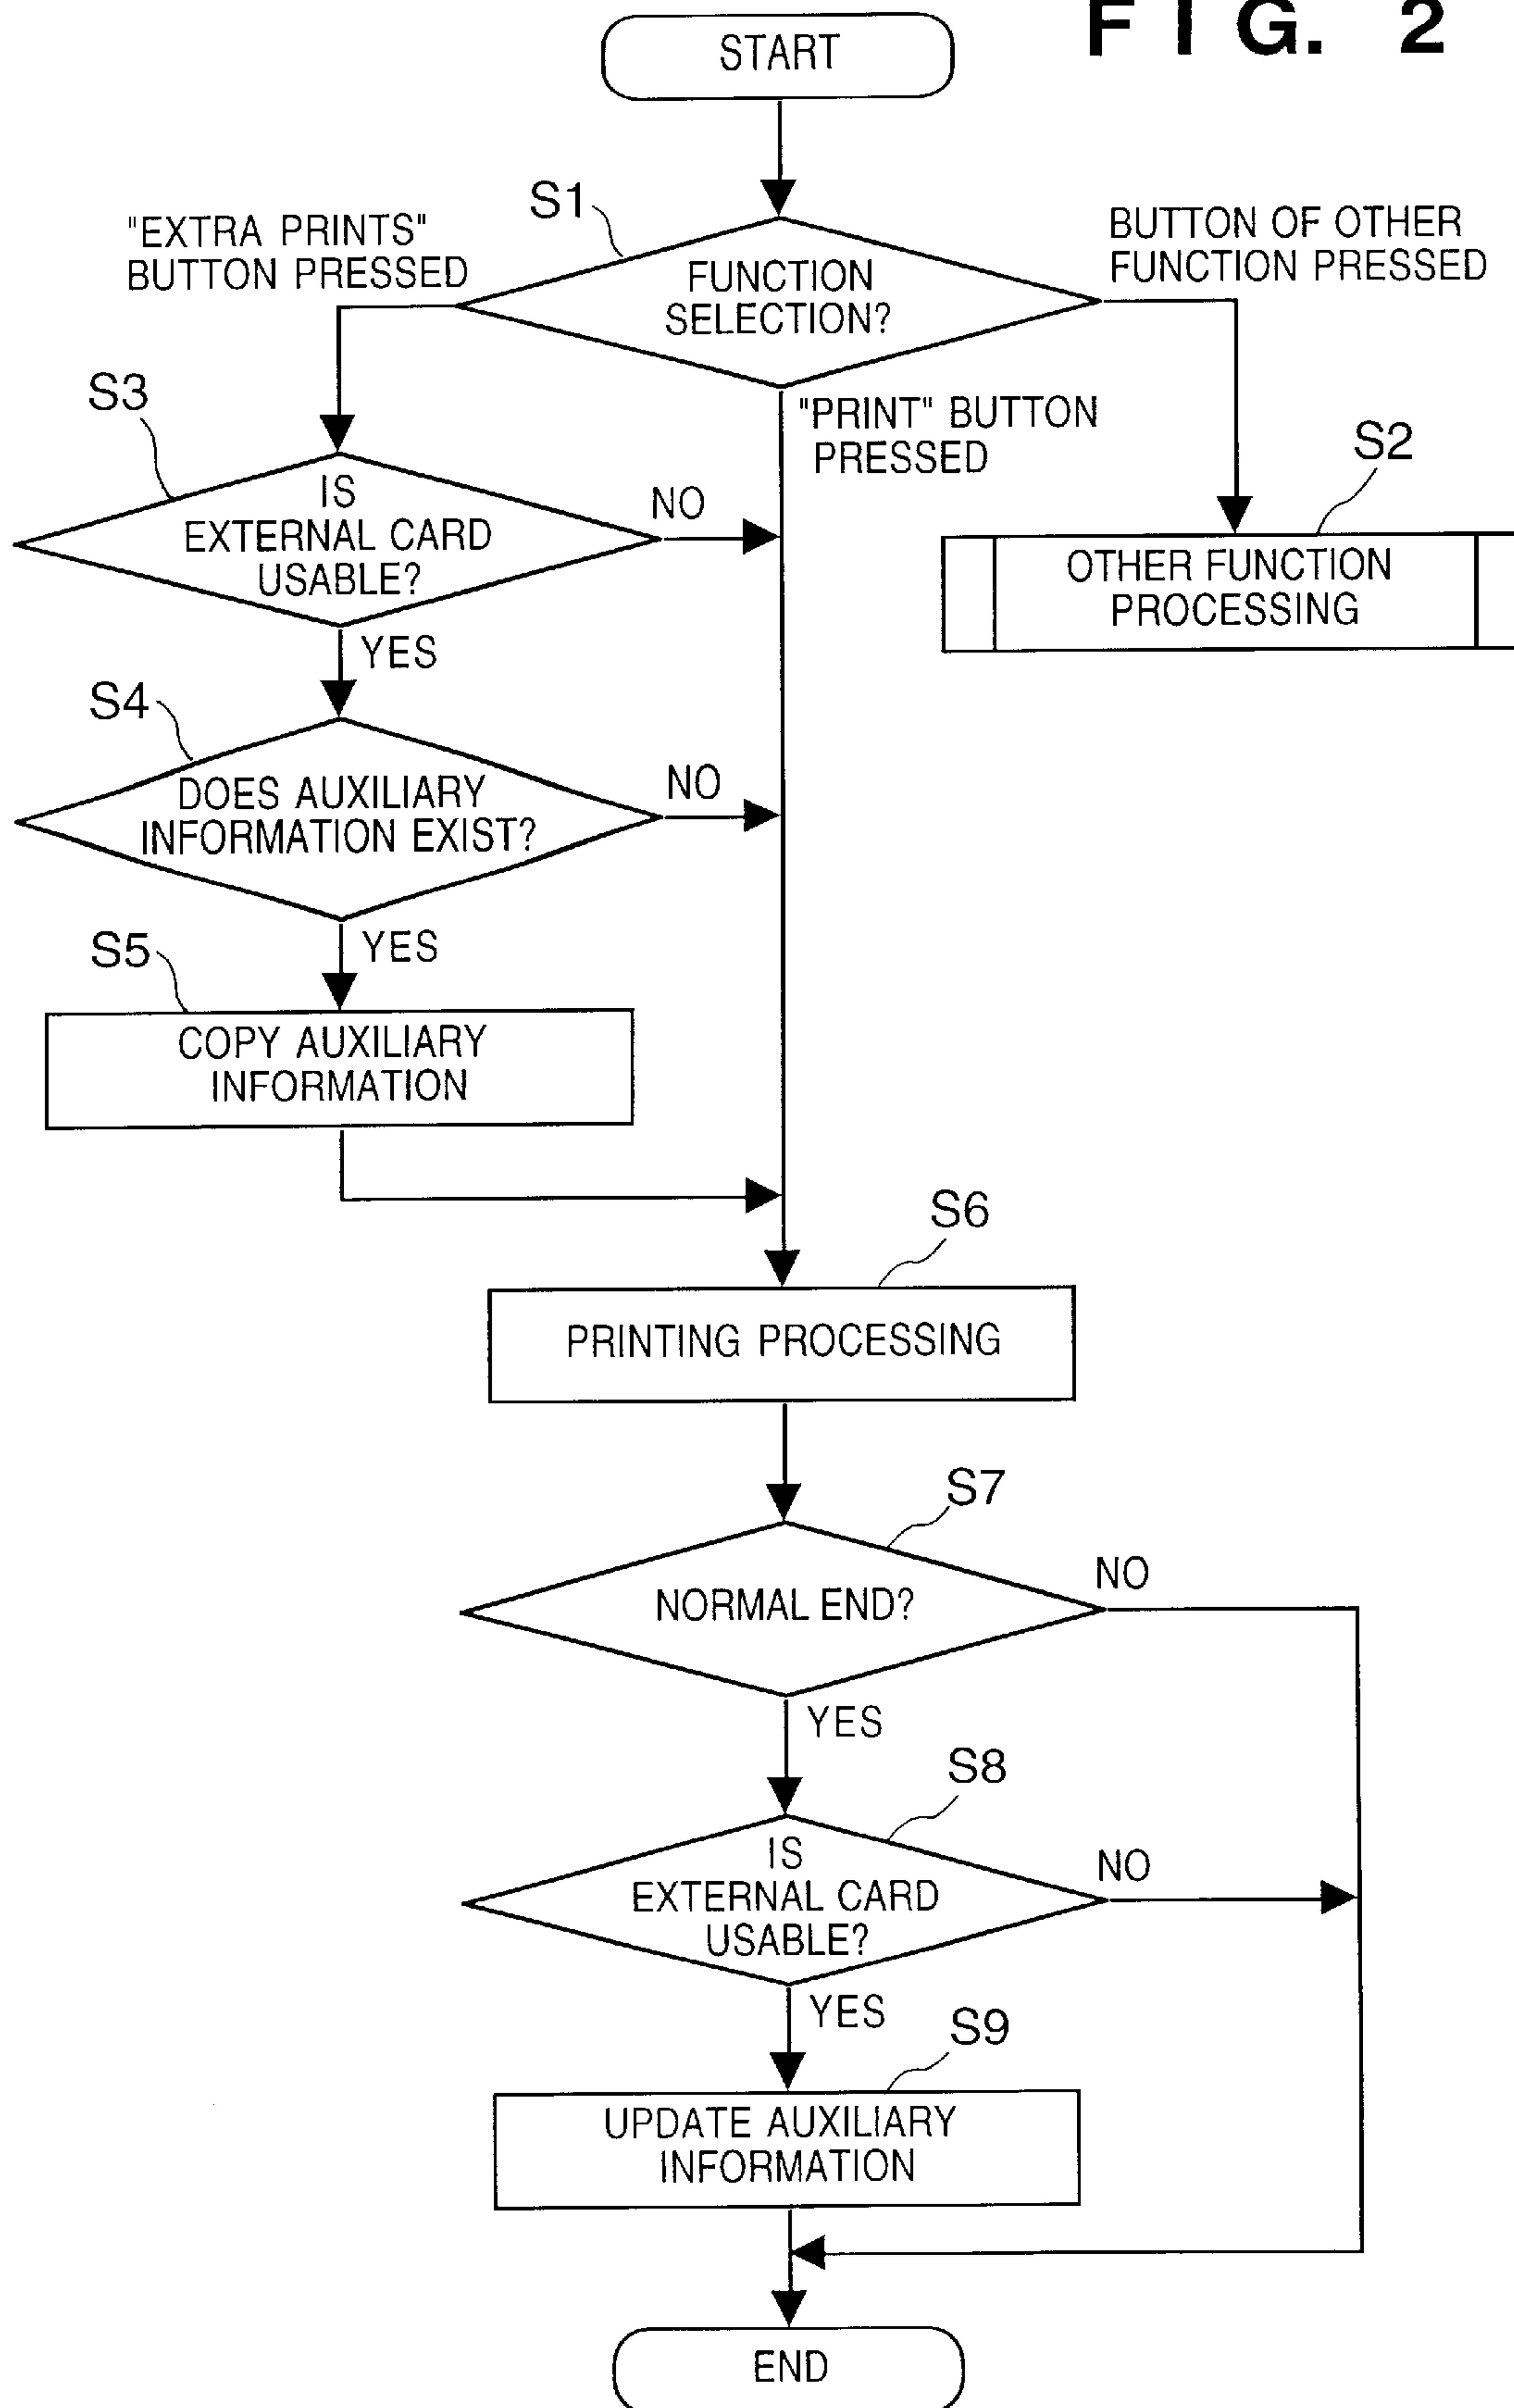 FIG. 2
START
S1
"EXTRA PRINTS"
BUTTON PRESSED
FUNCTION
SELECTION?
BUTTON OF OTHER
FUNCTION PRESSED
"PRINT" BUTTON
PRESSED
S2
OTHER FUNCTION
PROCESSING
S3
IS
EXTERNAL CARD
USABLE?
NO
YES
S4
DOES AUXILIARY
INFORMATION EXIST?
NO
YES
S5
COPY AUXILIARY
INFORMATION
S6
PRINTING PROCESSING
S7
NORMAL END?
NO
YES
S8
IS
EXTERNAL CARD
USABLE?
NO
YES
S9
UPDATE AUXILIARY
INFORMATION
END